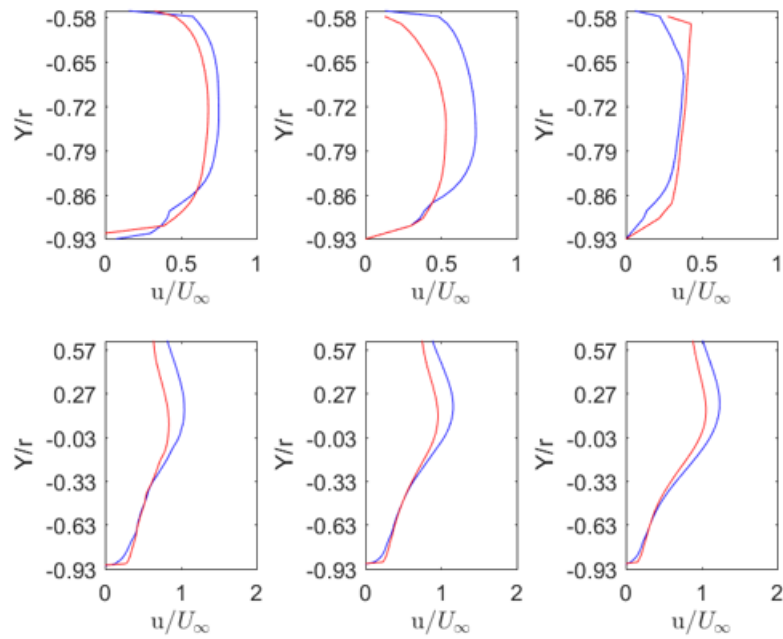 -0.58
-0.65
-0.72
-0.79
-0.86
-0.93
Y/r
0 0.5 1
u/U∞
-0.58
-0.65
-0.72
-0.79
-0.86
-0.93
Y/r
0 0.5 1
u/U∞
-0.58
-0.65
-0.72
-0.79
-0.86
-0.93
Y/r
0 0.5 1
u/U∞
0.57
0.27
-0.03
-0.33
-0.63
-0.93
Y/r
0 1 2
u/U∞
0.57
0.27
-0.03
-0.33
-0.63
-0.93
Y/r
0 1 2
u/U∞
0.57
0.27
-0.03
-0.33
-0.63
-0.93
Y/r
0 1 2
u/U∞